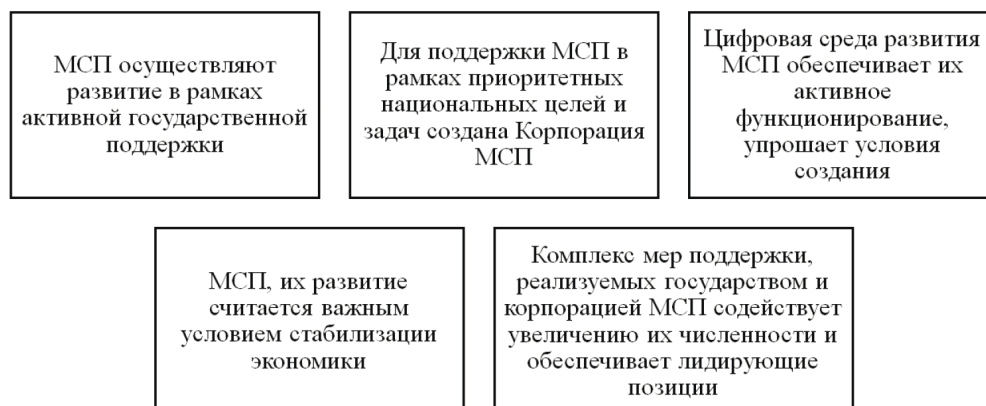 МСП осуществляют
развитие в рамках
активной государственной
поддержки
Для поддержки МСП в
рамках приоритетных
национальных целей и
задач создана Корпорация
МСП
Цифровая среда развития
МСП обеспечивает их
активное
функционирование,
упрошает условия
создания
МСП, их развитие
считается важным
условием стабилизации
экономики
Комплекс мер поддержки,
реализуемых государством и
корпорацией МСП содействует
увеличению их численности и
обеспечивает лидирующие
позиции